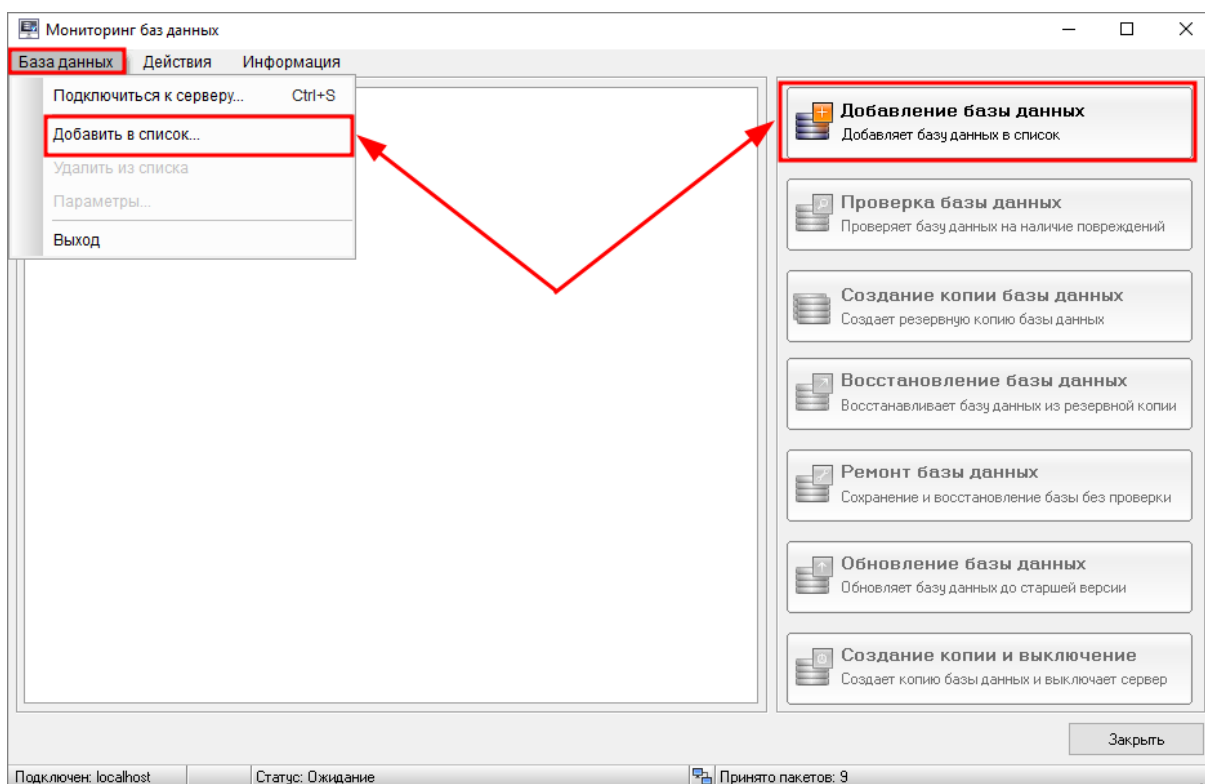 Мониторинг баз данных
База данных Действия Информация
Подключиться к серверу... Ctrl+S
Добавить в список...
Удалить из списка
Параметры...
Выход
Добавление базы данных
Добавляет базу данных в список
Проверка базы данных
Проверяет базу данных на наличие повреждений
Создание копии базы данных
Создает резервную копию базы данных
Восстановление базы данных
Восстанавливает базу данных из резервной копии
Ремонт базы данных
Сохранение и восстановление базы без проверки
Обновление базы данных
Обновляет базу данных до старшей версии
Создание копии и выключение
Создает копию базы данных и выключает сервер
Закрыть
Подключен: localhost Статус: Ожидание Принято пакетов: 9